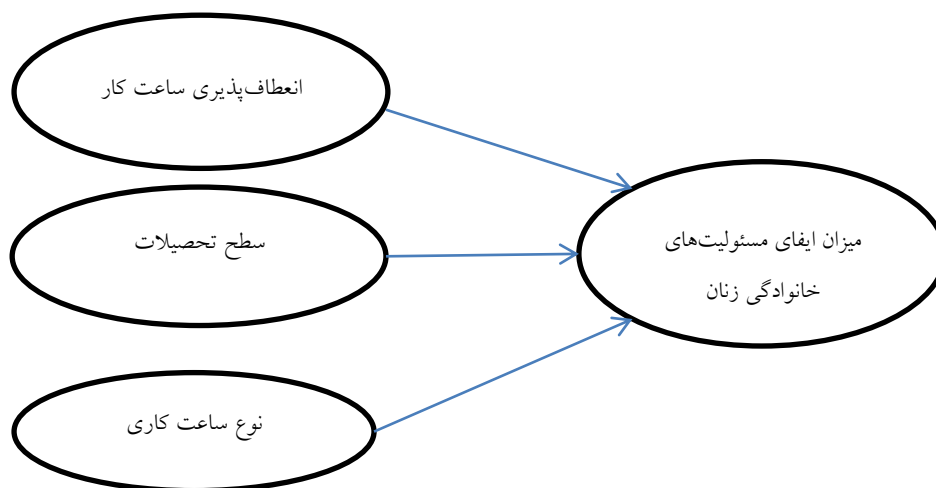 انعطاف‌پذیری ساعت کار
سطح تحصیلات
نوع ساعت کاری
میزان ایفای مسئولیت‌های
خانوادگی زنان